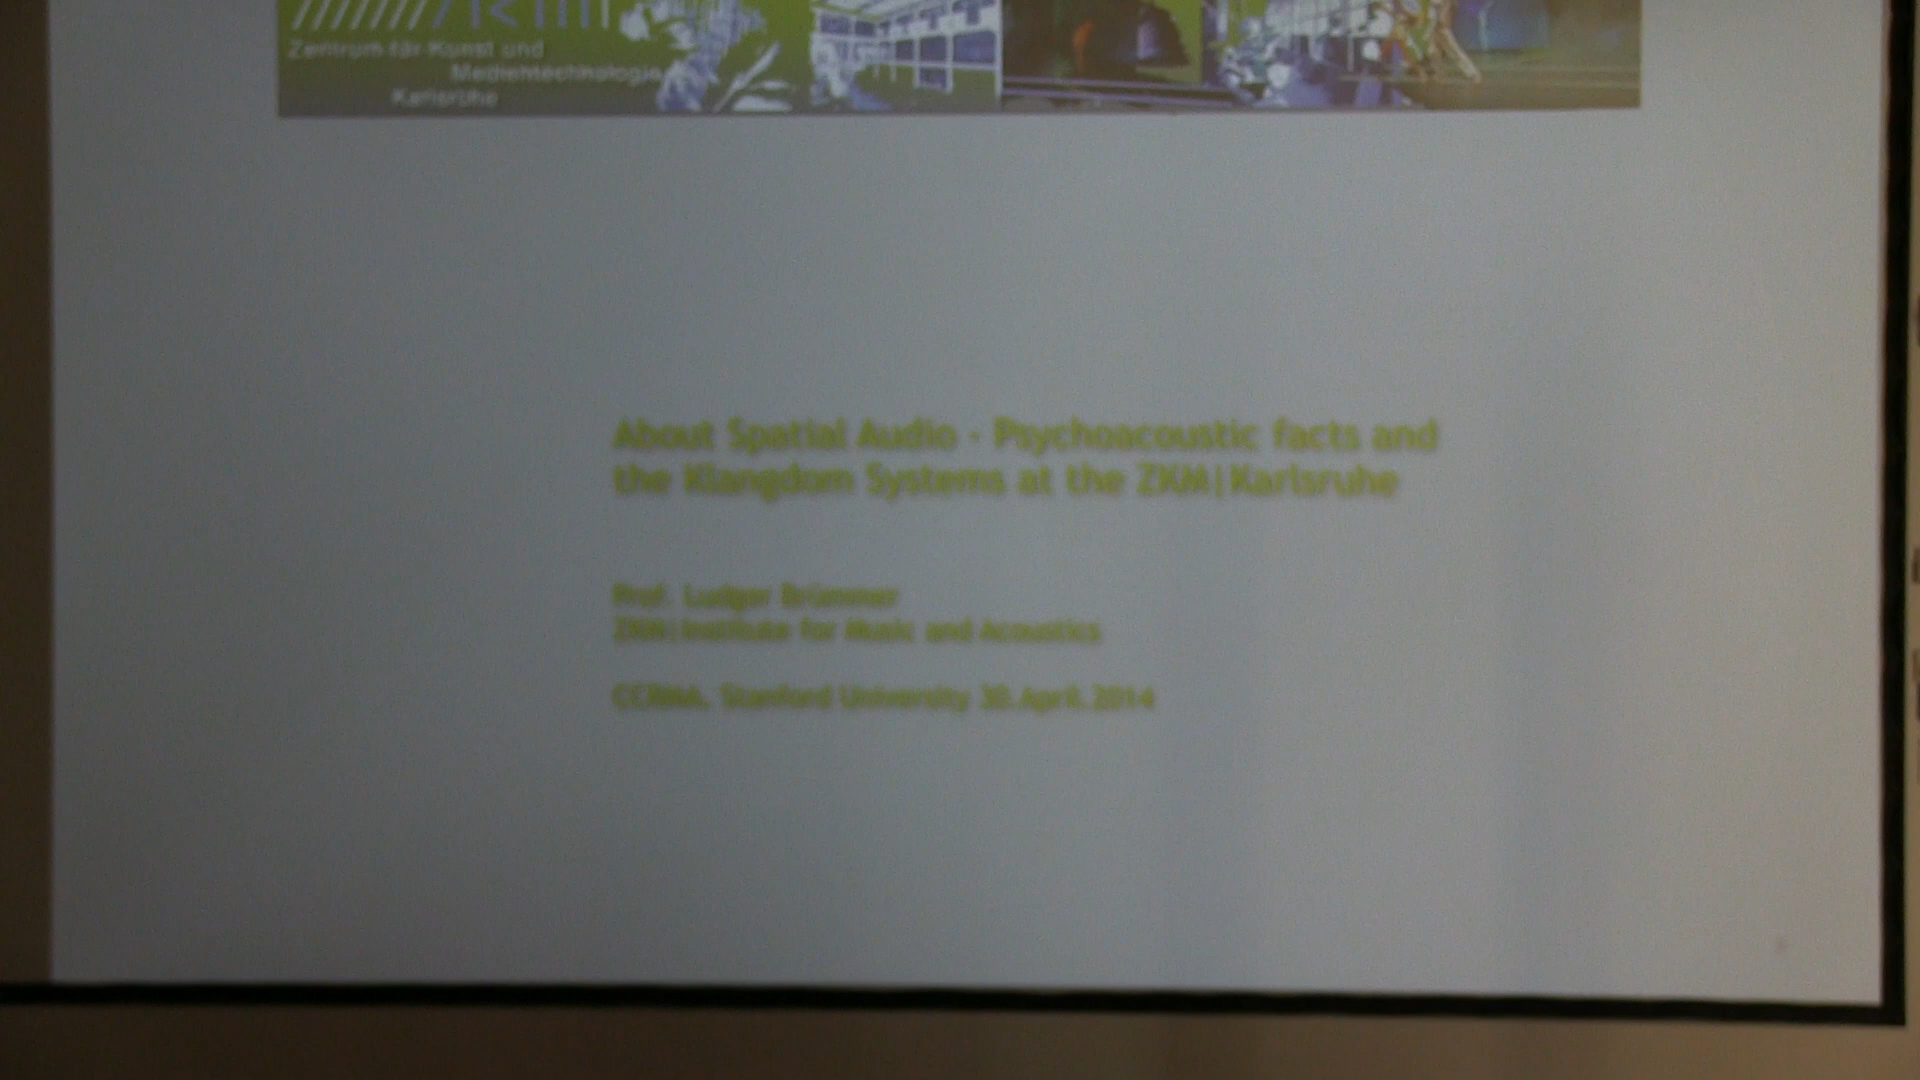 Zentrum für Kunst und
Medientechnologie
Karlsruhe
About Spatial Audio - Psychoacoustic facts and
the Klangdom Systems at the ZKM|Karlsruhe
Prof. Ludger Brümmer
ZKM|Institute for Music and Acoustics
CCRMA, Stanford University 30.April.2014